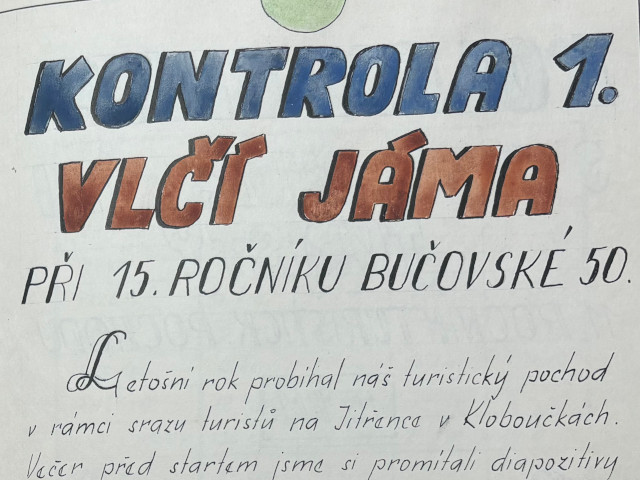 KONTROLA 1.
VLČÍ JÁMA
PŘI 15. ROČNÍKU BUČOVSKÉ 50.
Letošní rok probíhal náš turistický pochod
v rámci srazu turistů na Jitřence v Kloboučkách.
Večer před startem jsme si promítali diapozitivy